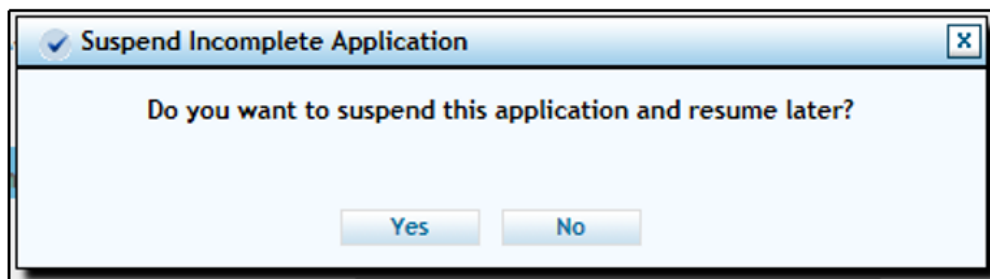 Suspend Incomplete Application
Do you want to suspend this application and resume later?
Yes No